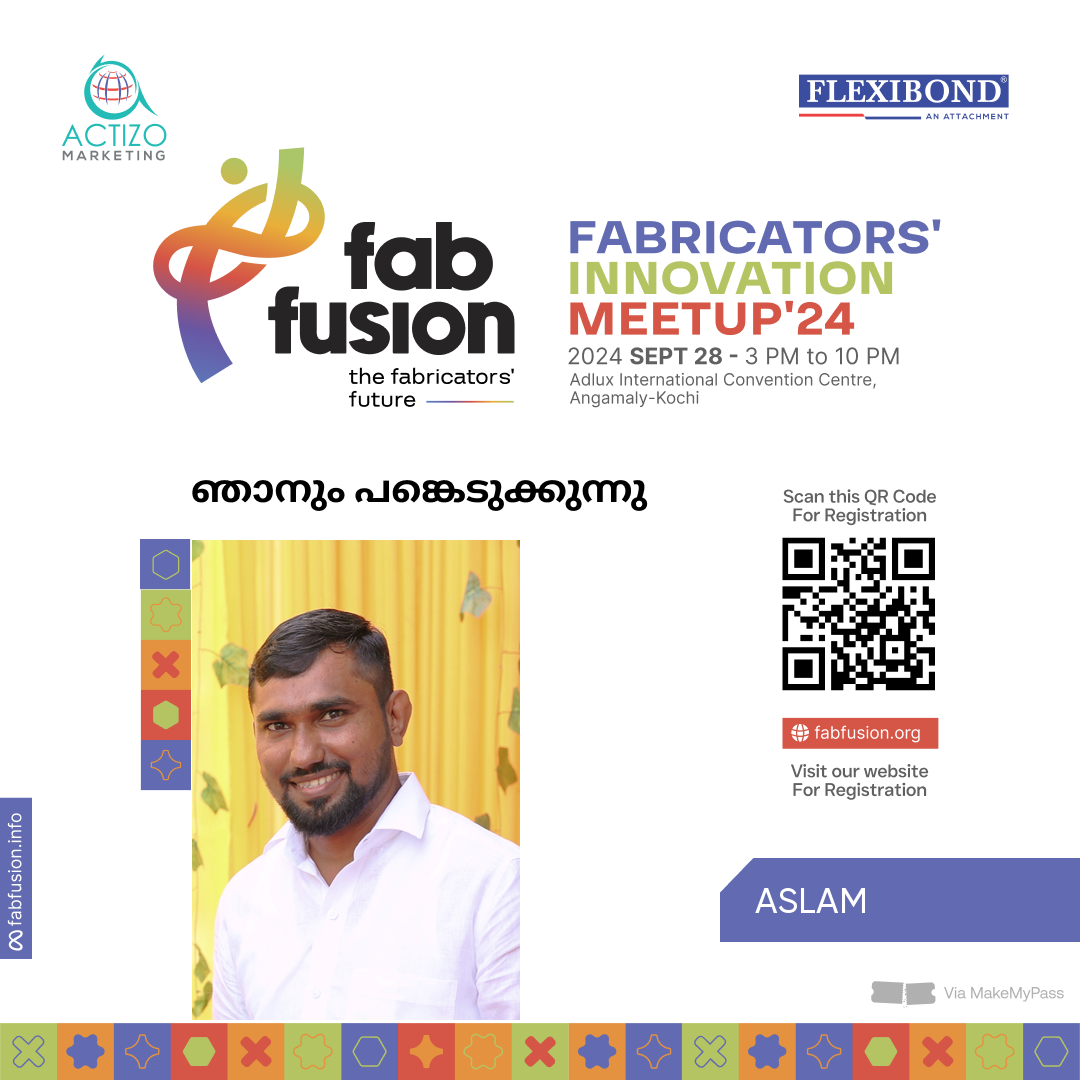 ACTIZO
MARKETING
FLEXIBOND®
AN ATTACHMENT
fab
fusion
the fabricators'
future
FABRICATORS'
INNOVATION
MEETUP'24
2024 SEPT 28 - 3 PM to 10 PM
Adlux International Convention Centre,
Angamaly-Kochi
ഞാനും പങ്കെടുക്കുന്നു
Scan this QR Code
For Registration
fabfusion.org
Visit our website
For Registration
fabfusion.info
ASLAM
Via MakeMyPass